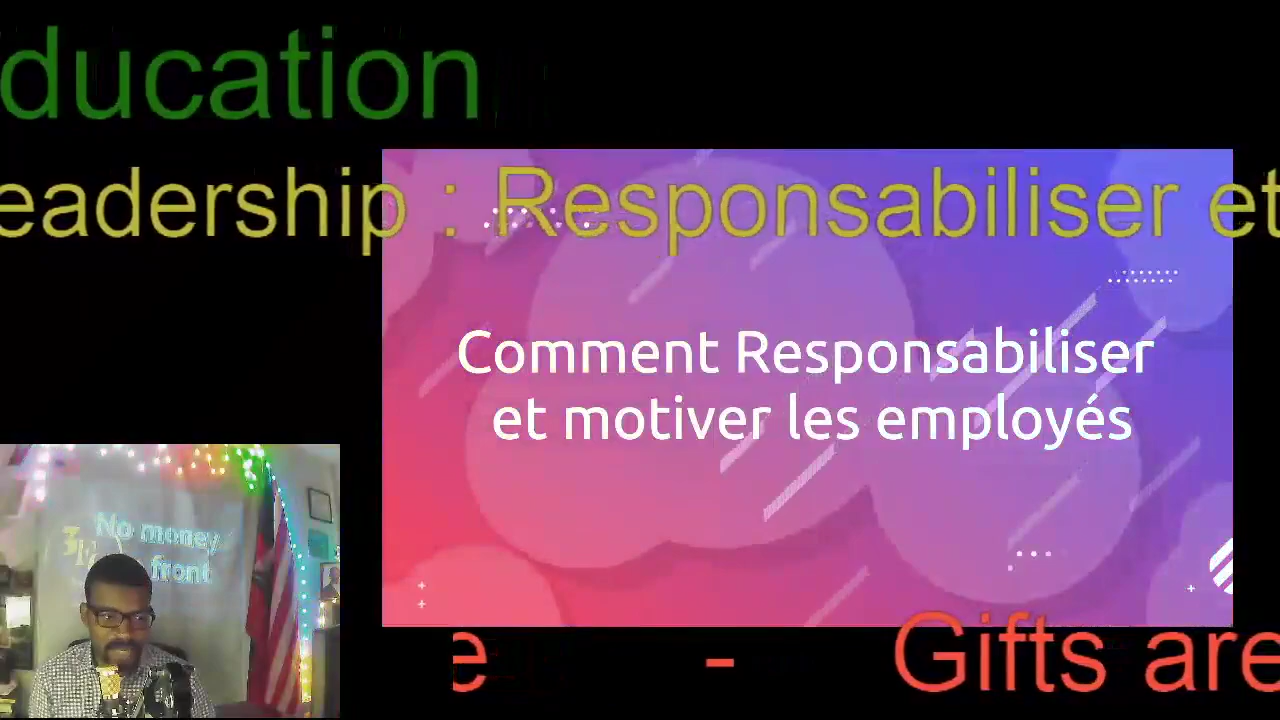 ducation
eadership : Responsabiliser et
Comment Responsabiliser
et motiver les employés
No money
front
e - Gifts are